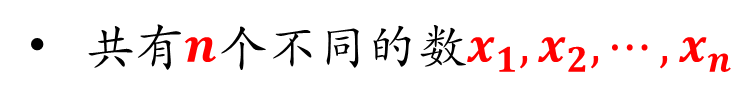 • 共有n个不同的数x₁, x₂, ⋯, xₙ